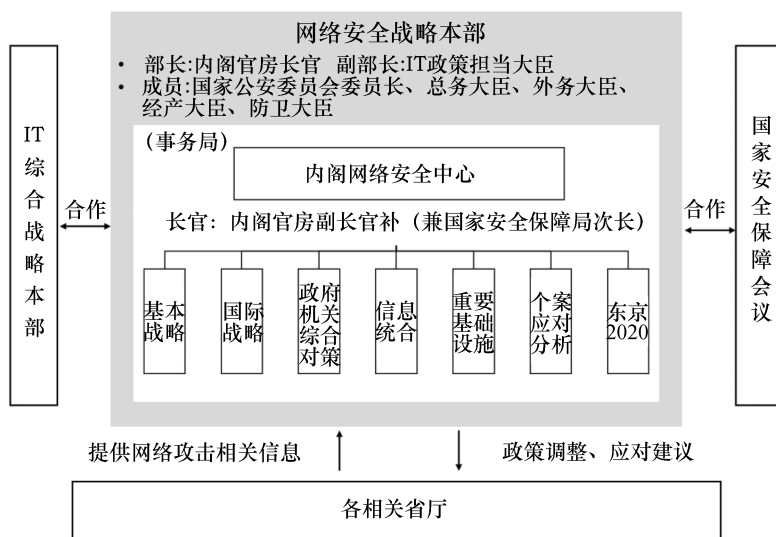 网络安全战略本部
· 部长:内阁官房长官 副部长:IT政策担当大臣
· 成员:国家公安委员会委员长、总务大臣、外务大臣、
经产大臣、防卫大臣
(事务局)
内阁网络安全中心
长官:内阁官房副长官补(兼国家安全保障局次长)
基本
战略
国际
战略
政府
机关
综合
对策
信息
统合
重要
基础
设施
个案
应对
分析
东京
2020
IT综合战略本部
合作
合作
国家安全保障会议
提供网络攻击相关信息
政策调整、应对建议
各相关省厅